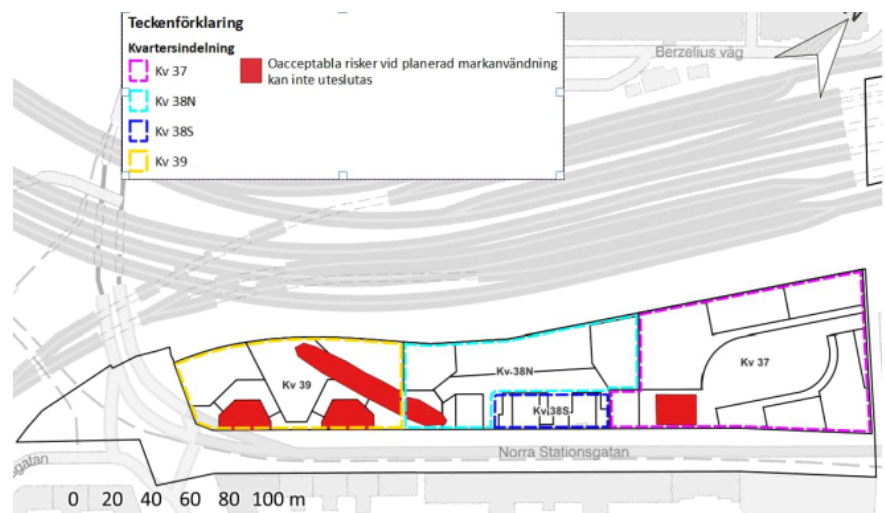 Teckenförklaring
Kvartersindelning
Kv 37
Oacceptabla risker vid planerad markanvändning
kan inte uteslutas
Kv 38N
Kv 38S
Kv 39
Berzelius väg
Kv 39
Kv 38N
Kv 38S
Kv 37
Norra Stationsgatan
sgatan
0 20 40 60 80 100 m